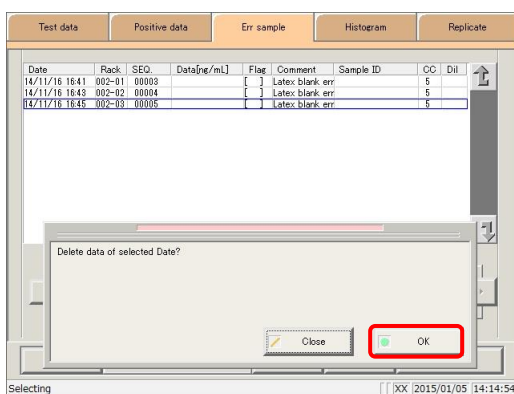 Test data Positive data Err sample Histogram Replicate
Date Rack SEQ. Data[ng/mL] Flag Comment Sample ID CC Dil
14/11/16 16:41 002-01 00003 [ ] Latex blank err 5
14/11/16 16:43 002-02 00004 [ ] Latex blank err 5
14/11/16 16:45 002-03 00005 [ ] Latex blank err 5
Delete data of selected Date?
Close OK
Selecting XX 2015/01/05 14:14:54